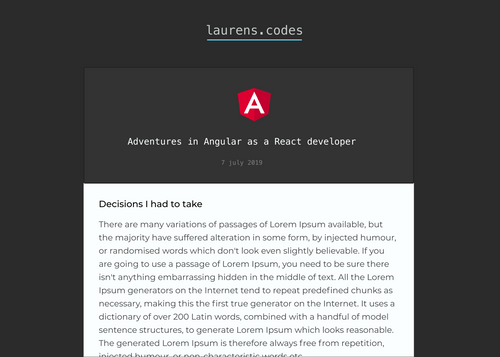 laurens.codes
A
Adventures in Angular as a React developer
7 july 2019
Decisions I had to take
There are many variations of passages of Lorem Ipsum available, but
the majority have suffered alteration in some form, by injected humour,
or randomised words which don't look even slightly believable. If you
are going to use a passage of Lorem Ipsum, you need to be sure there
isn't anything embarrassing hidden in the middle of text. All the Lorem
Ipsum generators on the Internet tend to repeat predefined chunks as
necessary, making this the first true generator on the Internet. It uses a
dictionary of over 200 Latin words, combined with a handful of model
sentence structures, to generate Lorem Ipsum which looks reasonable.
The generated Lorem Ipsum is therefore always free from repetition,
injected humour, or non-characteristic words etc.